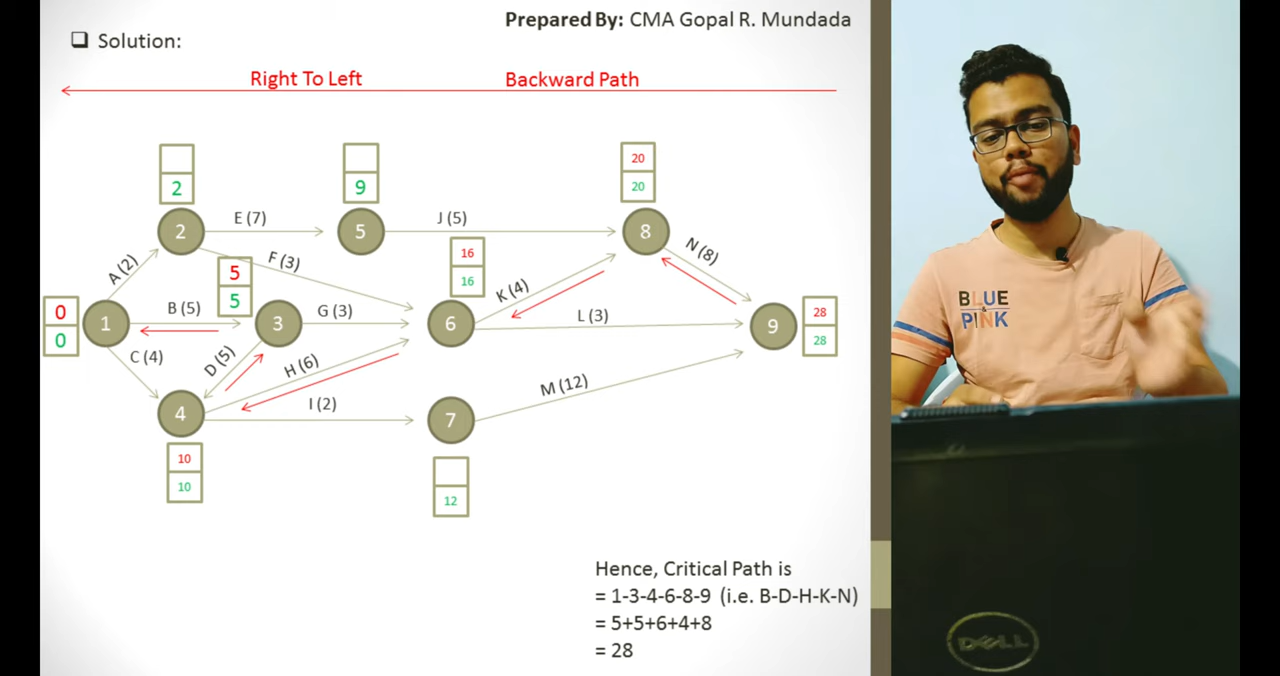 Prepared By: CMA Gopal R. Mundada
❑ Solution:
Right To Left
Backward Path
2
9
20
20
2
E (7)
5
J (5)
8
A (2)
F (3)
N (8)
5
5
16
16
K (4)
0
0
1
B (5)
3
G (3)
6
L (3)
9
28
28
C (4)
D (5)
H (6)
4
I (2)
7
M (12)
10
10
12
Hence, Critical Path is
= 1-3-4-6-8-9 (i.e. B-D-H-K-N)
= 5+5+6+4+8
= 28
BLUE
&
PINK
DELL